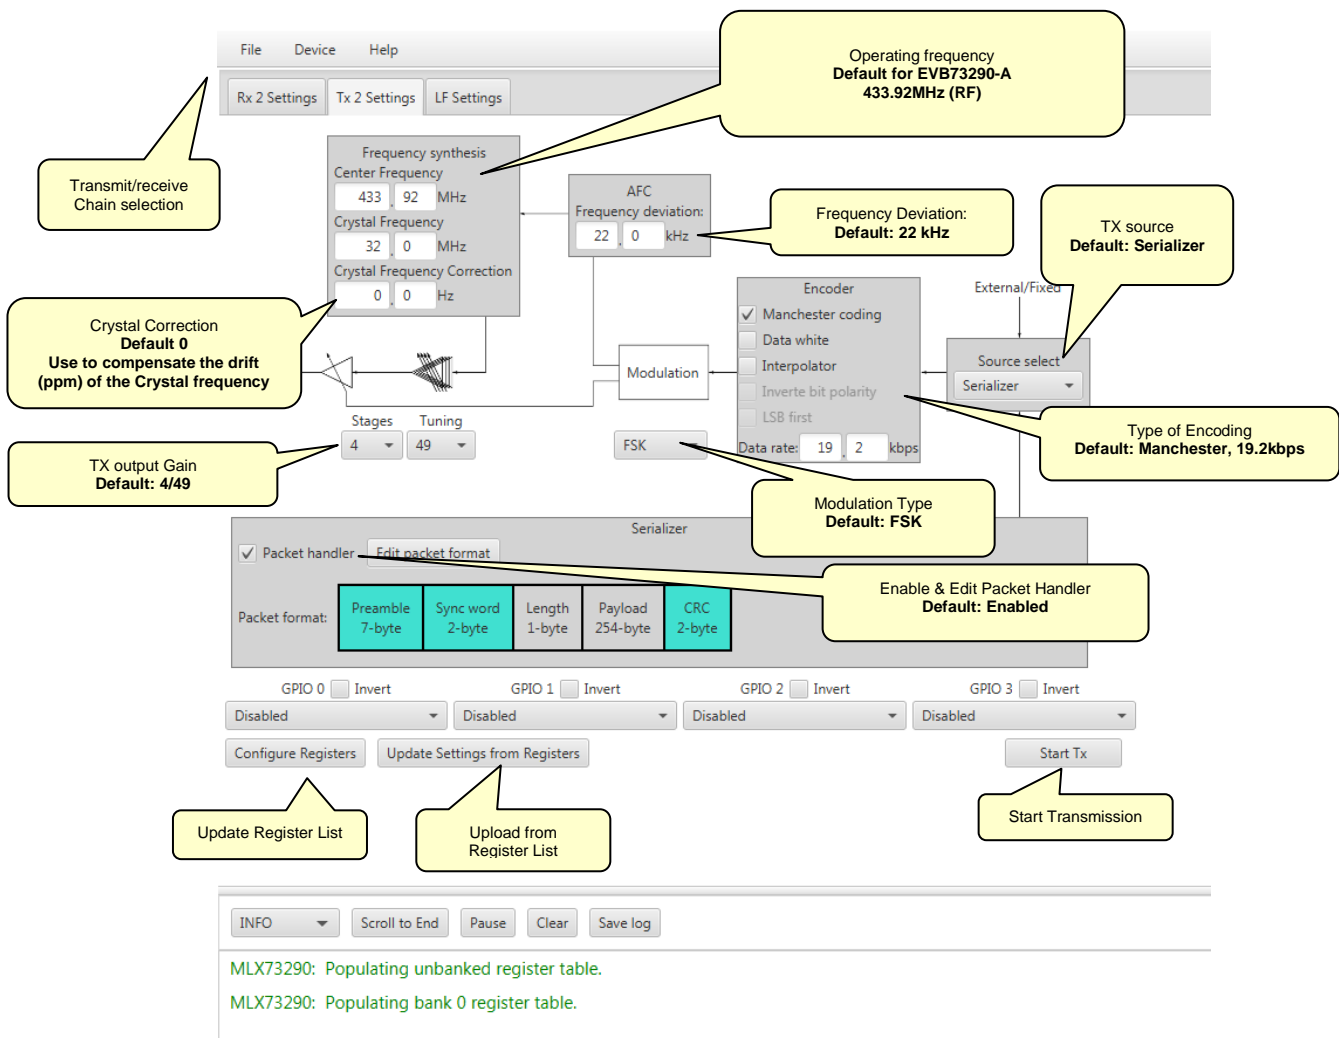 File Device Help
Operating frequency
Default for EVB73290-A
433.92MHz (RF)
Rx 2 Settings Tx 2 Settings LF Settings
Transmit/receive
Chain selection
Frequency synthesis
Center Frequency
433 . 92 MHz
Crystal Frequency
32 . 0 MHz
Crystal Frequency Correction
0 . 0 Hz
AFC
Frequency deviation:
22 . 0 kHz
Frequency Deviation:
Default: 22 kHz
TX source
Default: Serializer
Crystal Correction
Default 0
Use to compensate the drift
(ppm) of the Crystal frequency
Encoder
Manchester coding
Data white
Interpolator
Inverte bit polarity
LSB first
Data rate: 19 . 2 kbps
External/Fixed
Source select
Serializer
Modulation
Stages Tuning
4 49
FSK
TX output Gain
Default: 4/49
Type of Encoding
Default: Manchester, 19.2kbps
Modulation Type
Default: FSK
Serializer
Packet handler Edit packet format
Enable & Edit Packet Handler
Default: Enabled
Packet format:
Preamble
7-byte
Sync word
2-byte
Length
1-byte
Payload
254-byte
CRC
2-byte
GPIO 0 Invert GPIO 1 Invert GPIO 2 Invert GPIO 3 Invert
Disabled Disabled Disabled Disabled
Configure Registers Update Settings from Registers Start Tx
Update Register List
Upload from
Register List
Start Transmission
INFO Scroll to End Pause Clear Save log
MLX73290: Populating unbanked register table.
MLX73290: Populating bank 0 register table.